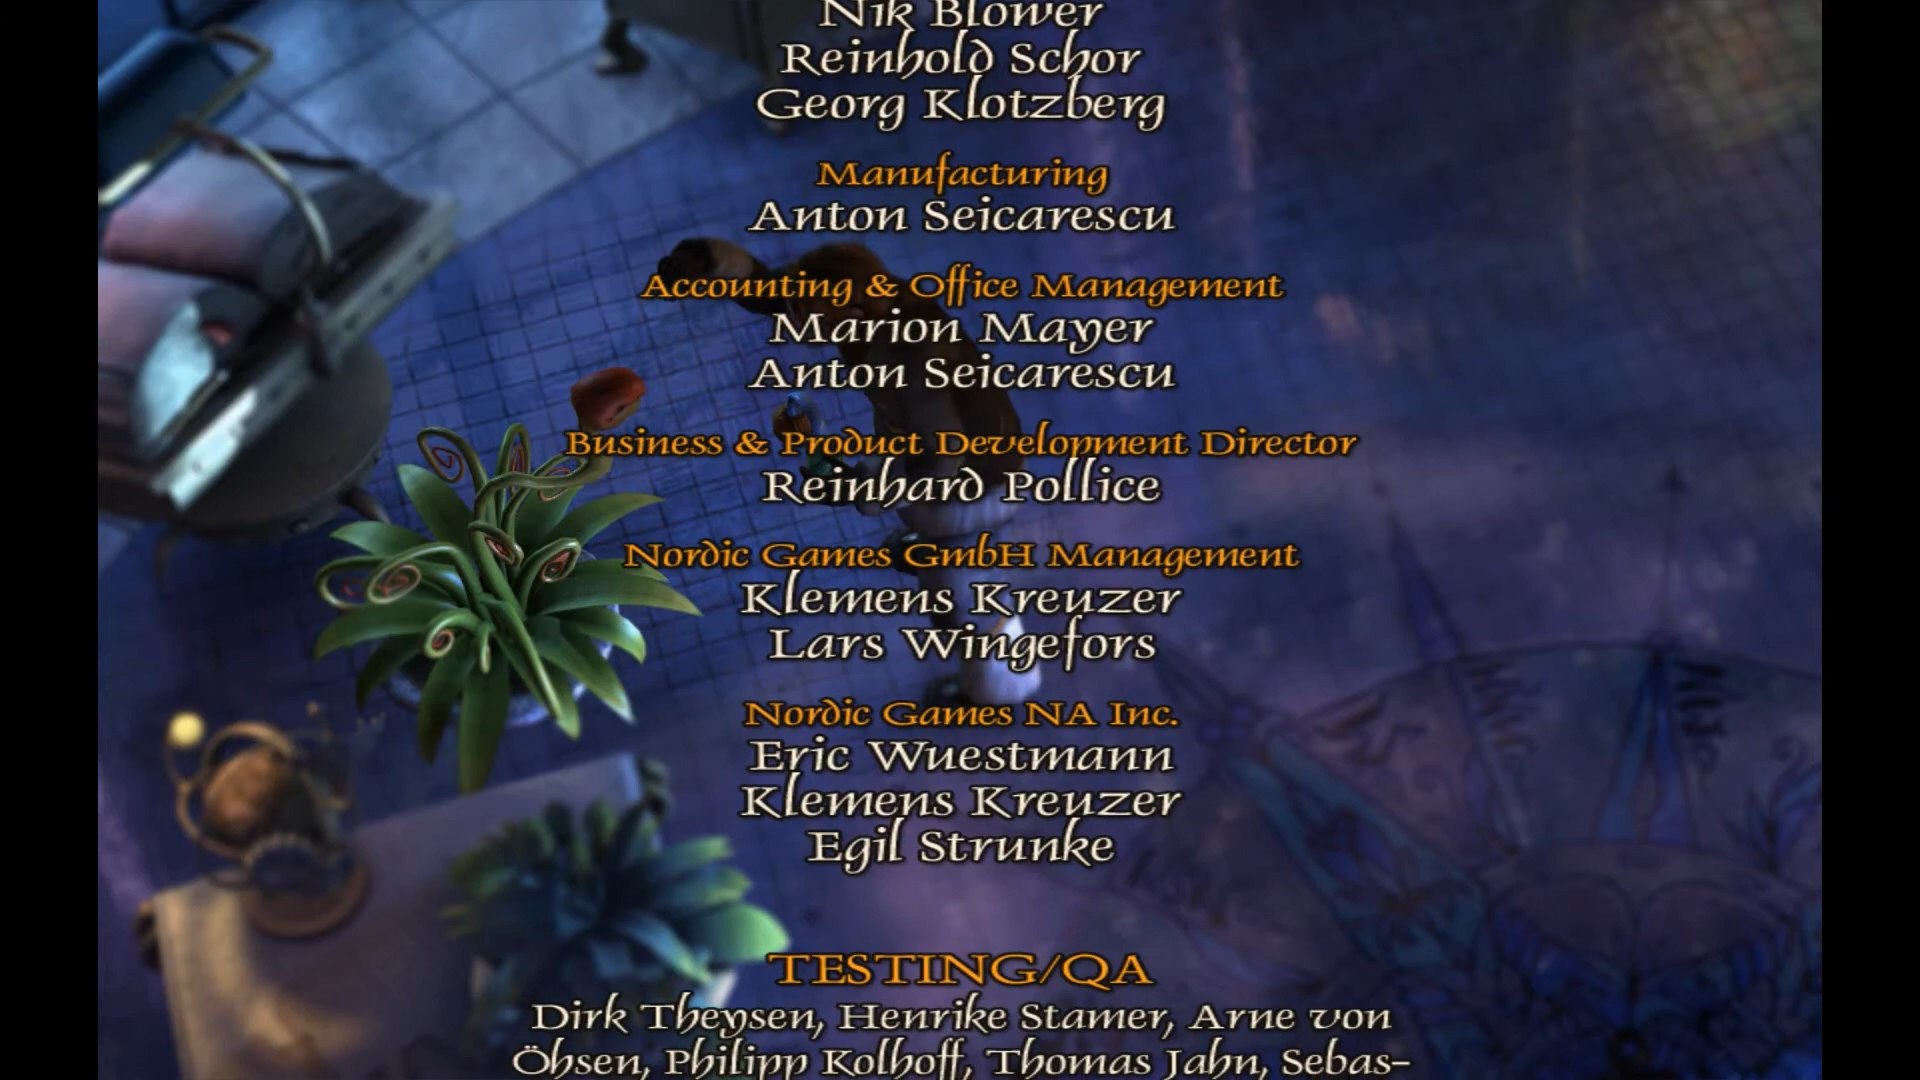 Nik Blower
Reinhold Schor
Georg Klotzberg
Manufacturing
Anton Seicarescu
Accounting & Office Management
Marion Mayer
Anton Seicarescu
Business & Product Development Director
Reinhard Pollice
Nordic Games GmbH Management
Klemens Kreuzer
Lars Wingefors
Nordic Games NA Inc.
Eric Wuestmann
Klemens Kreuzer
Egil Strunke
TESTING/QA
Dirk Theysen, Henrike Stamer, Arne von
Öhsen, Philipp Kolhoff, Thomas Jahn, Sebas-